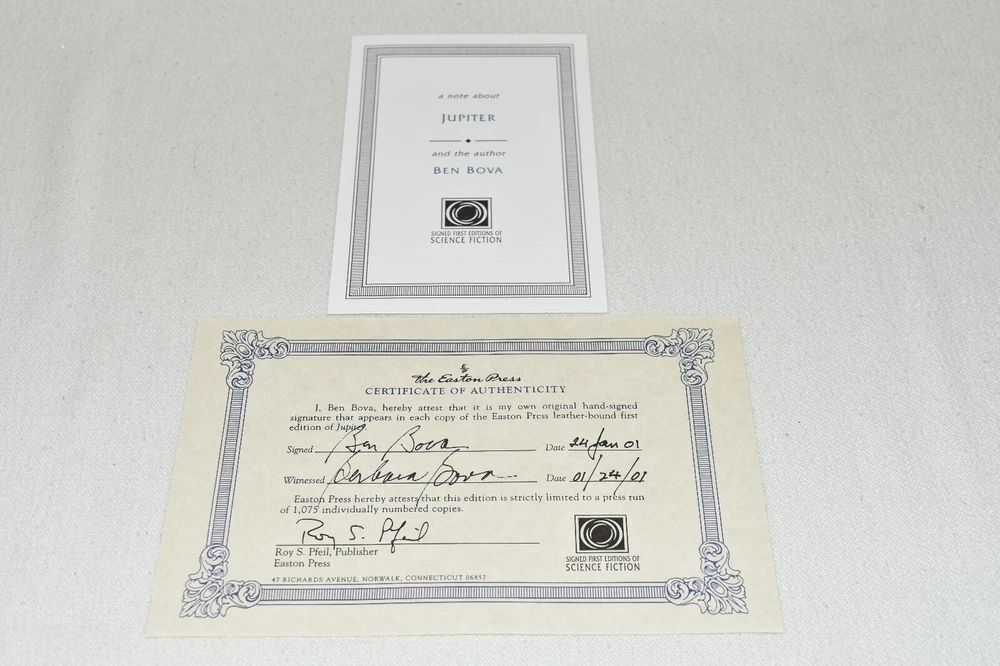 a note about
JUPITER
and the author
BEN BOVA
SIGNED FIRST EDITIONS OF
SCIENCE FICTION
the Easton Press
CERTIFICATE OF AUTHENTICITY
I, Ben Bova, hereby attest that it is my own original hand-signed
signature that appears in each copy of the Easton Press leather-bound first
edition of Jupiter.
Signed Ben Bova Date 24 Jan 01
Witnessed Barbara Bova Date 01/24/01
Easton Press hereby attests that this edition is strictly limited to a press run
of 1,075 individually numbered copies.
Roy S. Pfeil
Roy S. Pfeil, Publisher
Easton Press
SIGNED FIRST EDITIONS OF
SCIENCE FICTION
47 RICHARDS AVENUE, NORWALK, CONNECTICUT 06857